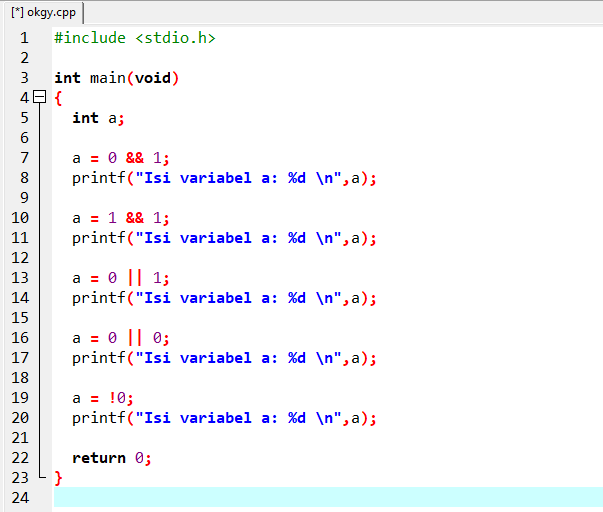 [*] okgy.cpp
1 #include <stdio.h>
2
3 int main(void)
4 {
5 int a;
6
7 a = 0 && 1;
8 printf("Isi variabel a: %d \n",a);
9
10 a = 1 && 1;
11 printf("Isi variabel a: %d \n",a);
12
13 a = 0 || 1;
14 printf("Isi variabel a: %d \n",a);
15
16 a = 0 || 0;
17 printf("Isi variabel a: %d \n",a);
18
19 a = !0;
20 printf("Isi variabel a: %d \n",a);
21
22 return 0;
23 }
24